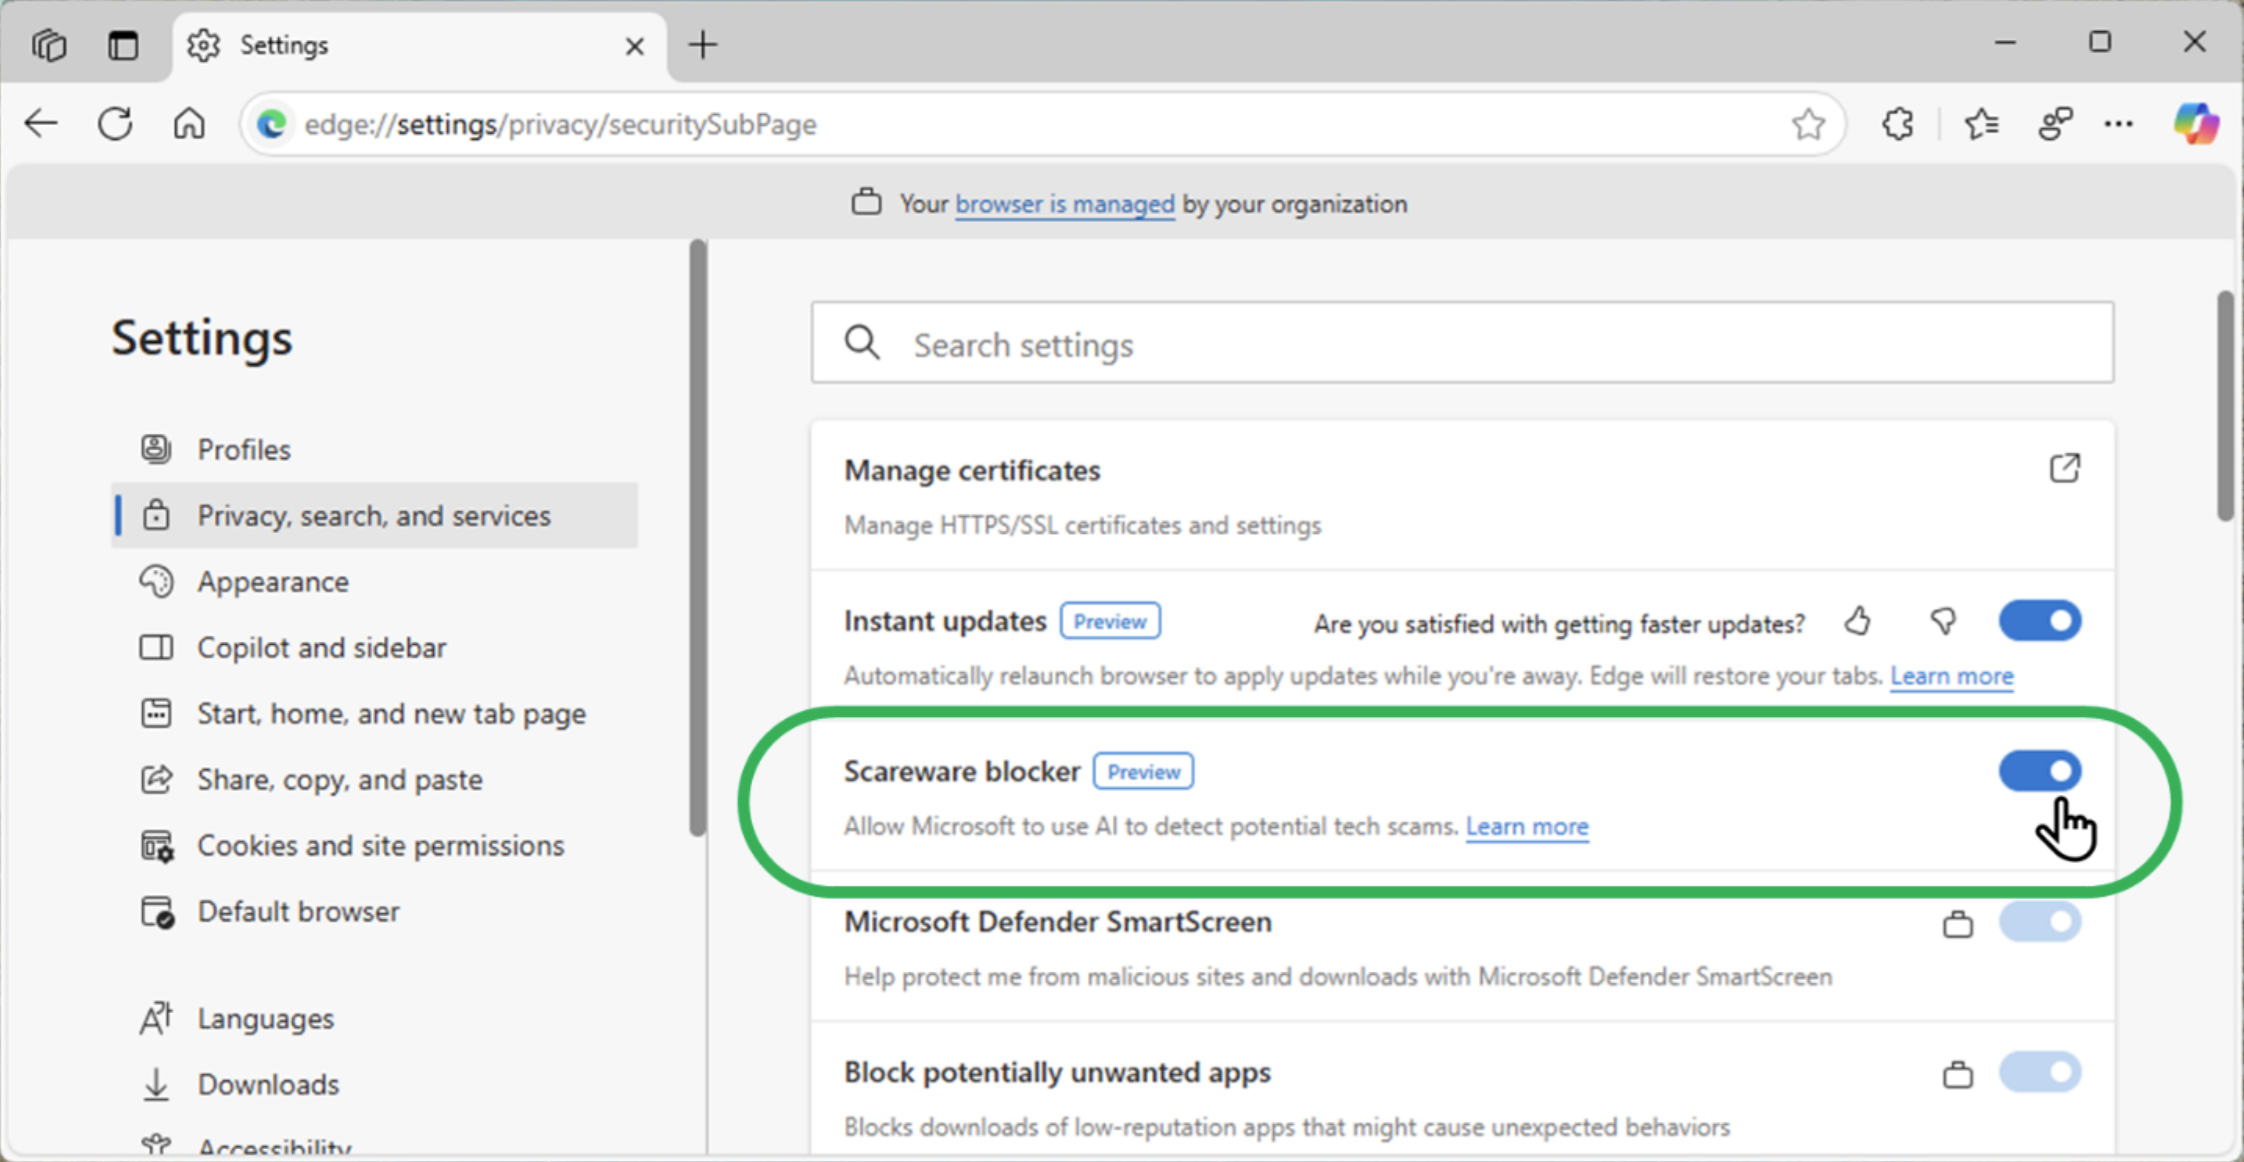 Settings
edge://settings/privacy/securitySubPage
Your browser is managed by your organization
Settings
Profiles
Privacy, search, and services
Appearance
Copilot and sidebar
Start, home, and new tab page
Share, copy, and paste
Cookies and site permissions
Default browser
Languages
Downloads
Accessibility
Search settings
Manage certificates
Manage HTTPS/SSL certificates and settings
Instant updates Preview Are you satisfied with getting faster updates?
Automatically relaunch browser to apply updates while you're away. Edge will restore your tabs. Learn more
Scareware blocker Preview
Allow Microsoft to use AI to detect potential tech scams. Learn more
Microsoft Defender SmartScreen
Help protect me from malicious sites and downloads with Microsoft Defender SmartScreen
Block potentially unwanted apps
Blocks downloads of low-reputation apps that might cause unexpected behaviors